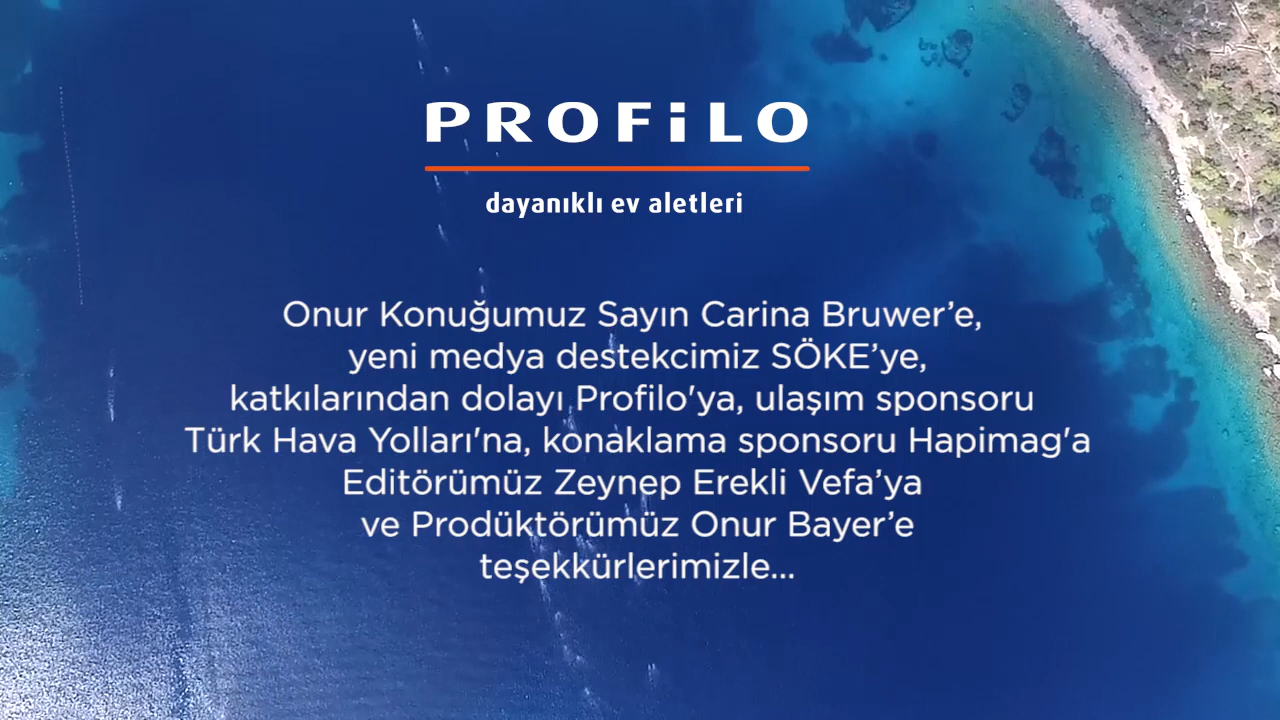 PROFiLO
dayanıklı ev aletleri
Onur Konuğumuz Sayın Carina Bruwer’e,
yeni medya destekcimiz SÖKE’ye,
katkılarından dolayı Profilo'ya, ulaşım sponsoru
Türk Hava Yolları'na, konaklama sponsoru Hapimag'a
Editörümüz Zeynep Erekli Vefa’ya
ve Prodüktörümüz Onur Bayer’e
teşekkürlerimizle...